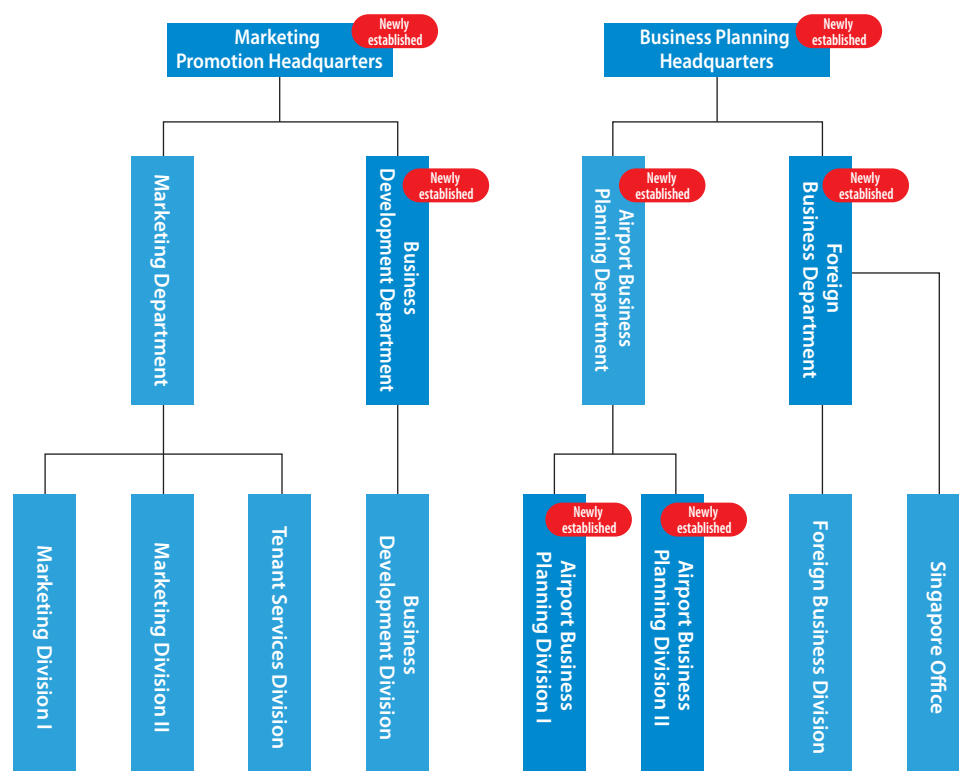 Marketing
Promotion Headquarters
Newly
established
Business Planning
Headquarters
Newly
established
Marketing Department
Business
Development Department
Newly
established
Airport Business
Planning Department
Newly
established
Foreign
Business Department
Newly
established
Marketing Division I
Marketing Division II
Tenant Services Division
Business
Development Division
Airport Business
Planning Division I
Newly
established
Airport Business
Planning Division II
Newly
established
Foreign Business Division
Singapore Office